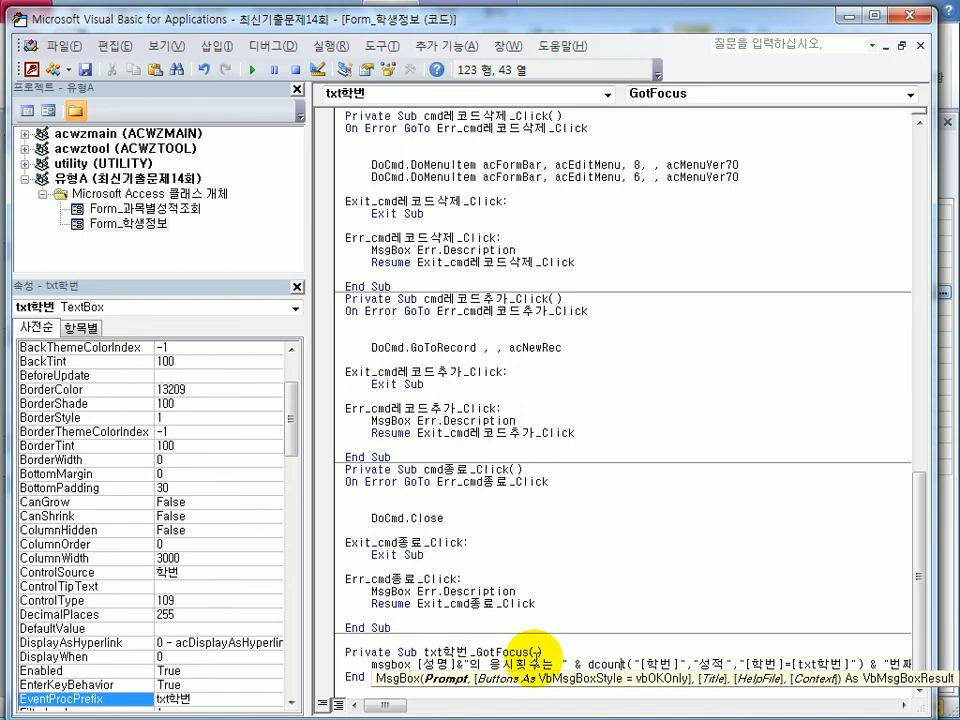 Microsoft Visual Basic for Applications - 최신기출문제14회 - [Form_학생정보 (코드)]
파일(F) 편집(E) 보기(V) 삽입(I) 디버그(D) 실행(R) 도구(T) 추가 기능(A) 창(W) 도움말(H) 질문을 입력하십시오.
123 행, 43 열
프로젝트 - 유형A
txt학번 GotFocus
acwzmain (ACWZMAIN)
acwztool (ACWZTOOL)
utility (UTILITY)
유형A (최신기출문제14회)
Microsoft Access 클래스 개체
Form_과목별성적조회
Form_학생정보
속성 - txt학번
txt학번 TextBox
사전순 항목별
BackThemeColorIndex -1
BackTint 100
BeforeUpdate
BorderColor 13209
BorderShade 100
BorderStyle 1
BorderThemeColorIndex -1
BorderTint 100
BorderWidth 0
BottomMargin 0
BottomPadding 30
CanGrow False
CanShrink False
ColumnHidden False
ColumnOrder 0
ColumnWidth 3000
ControlSource 학번
ControlTipText
ControlType 109
DecimalPlaces 255
DefaultValue
DisplayAsHyperlink 0 - acDisplayAsHyperlin
DisplayWhen 0
Enabled True
EnterKeyBehavior True
EventProcPrefix txt학번
Private Sub cmd레코드삭제_Click()
On Error GoTo Err_cmd레코드삭제_Click
DoCmd.DoMenuItem acFormBar, acEditMenu, 8, , acMenuVer70
DoCmd.DoMenuItem acFormBar, acEditMenu, 6, , acMenuVer70
Exit_cmd레코드삭제_Click:
Exit Sub
Err_cmd레코드삭제_Click:
MsgBox Err.Description
Resume Exit_cmd레코드삭제_Click
End Sub
Private Sub cmd레코드추가_Click()
On Error GoTo Err_cmd레코드추가_Click
DoCmd.GoToRecord , , acNewRec
Exit_cmd레코드추가_Click:
Exit Sub
Err_cmd레코드추가_Click:
MsgBox Err.Description
Resume Exit_cmd레코드추가_Click
End Sub
Private Sub cmd종료_Click()
On Error GoTo Err_cmd종료_Click
DoCmd.Close
Exit_cmd종료_Click:
Exit Sub
Err_cmd종료_Click:
MsgBox Err.Description
Resume Exit_cmd종료_Click
End Sub
Private Sub txt학번_GotFocus()
msgbox [성명]&"의 응시횟수는 " & dcount("[학번]","성적","[학번]=[txt학번]") & "번째
End
MsgBox(Prompt, [Buttons As VbMsgBoxStyle = vbOKOnly], [Title], [HelpFile], [Context]) As VbMsgBoxResult